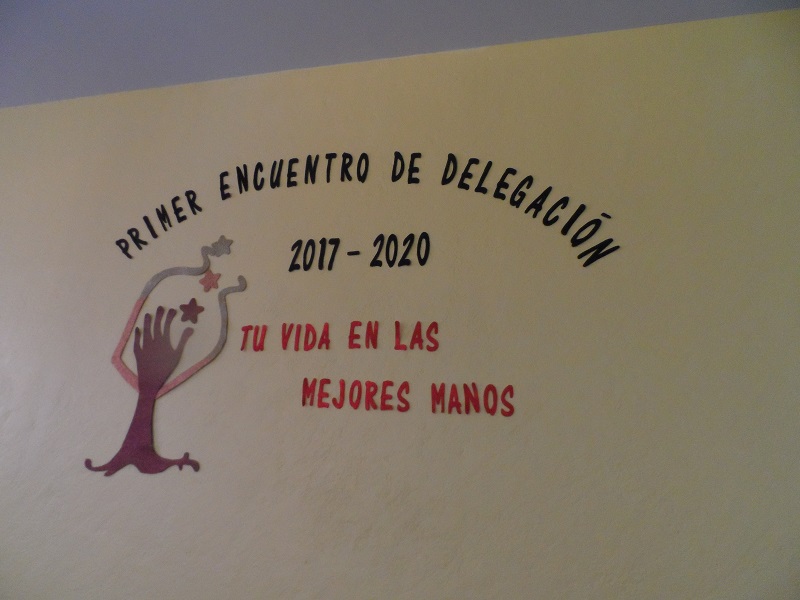 PRIMER ENCUENTRO DE DELEGACIÓN
2017-2020
TU VIDA EN LAS
MEJORES MANOS